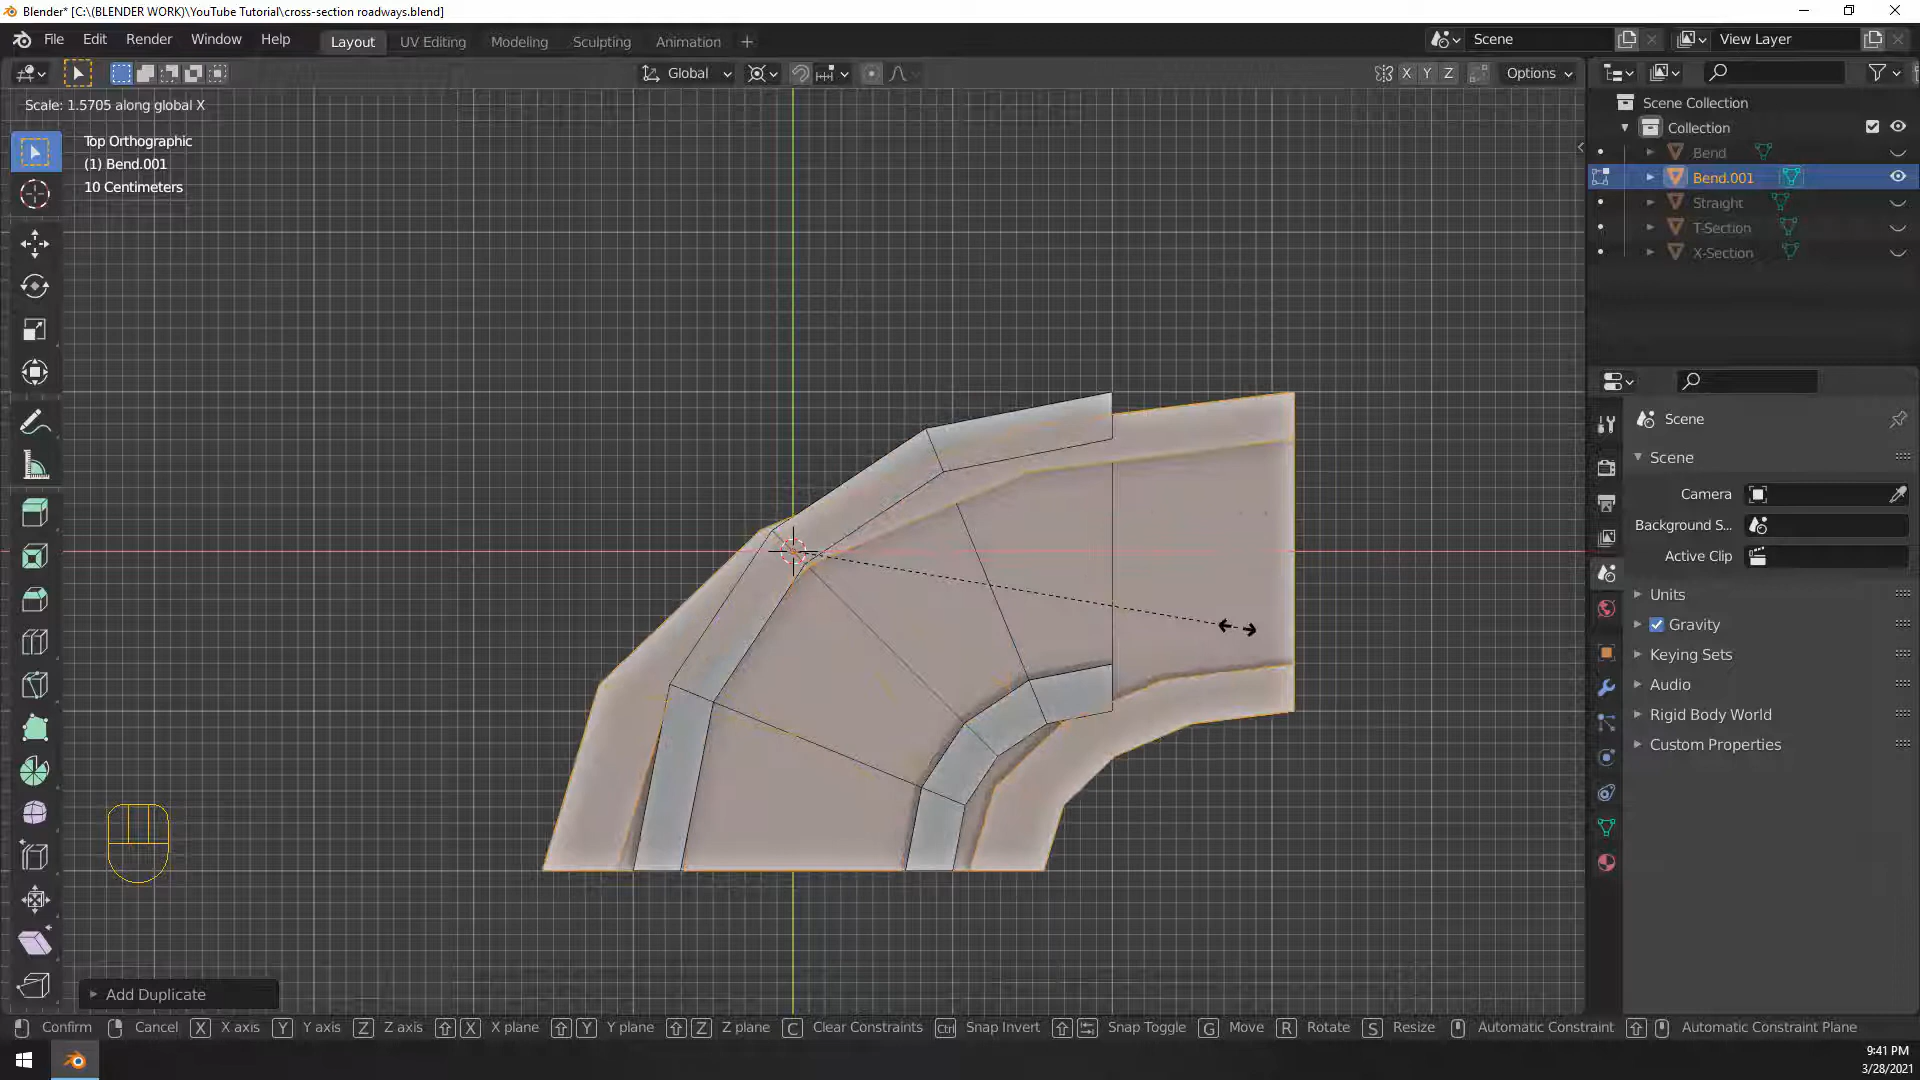 Blender* [C:\(BLENDER WORK)\YouTube Tutorial\cross-section roadways.blend]
File Edit Render Window Help Layout UV Editing Modeling Sculpting Animation + Scene View Layer
Global X Y Z Options
Scale: 1.5705 along global X
Top Orthographic
(1) Bend.001
10 Centimeters
Scene Collection
Collection
Bend
Bend.001
Straight
T-Section
X-Section
Scene
Scene
Camera
Background S...
Active Clip
Units
Gravity
Keying Sets
Audio
Rigid Body World
Custom Properties
Add Duplicate
Confirm Cancel X X axis Y Y axis Z Z axis X X plane Y Y plane Z Z plane C Clear Constraints Ctrl Snap Invert Snap Toggle G Move R Rotate S Resize Automatic Constraint Automatic Constraint Plane
9:41 PM
3/28/2021